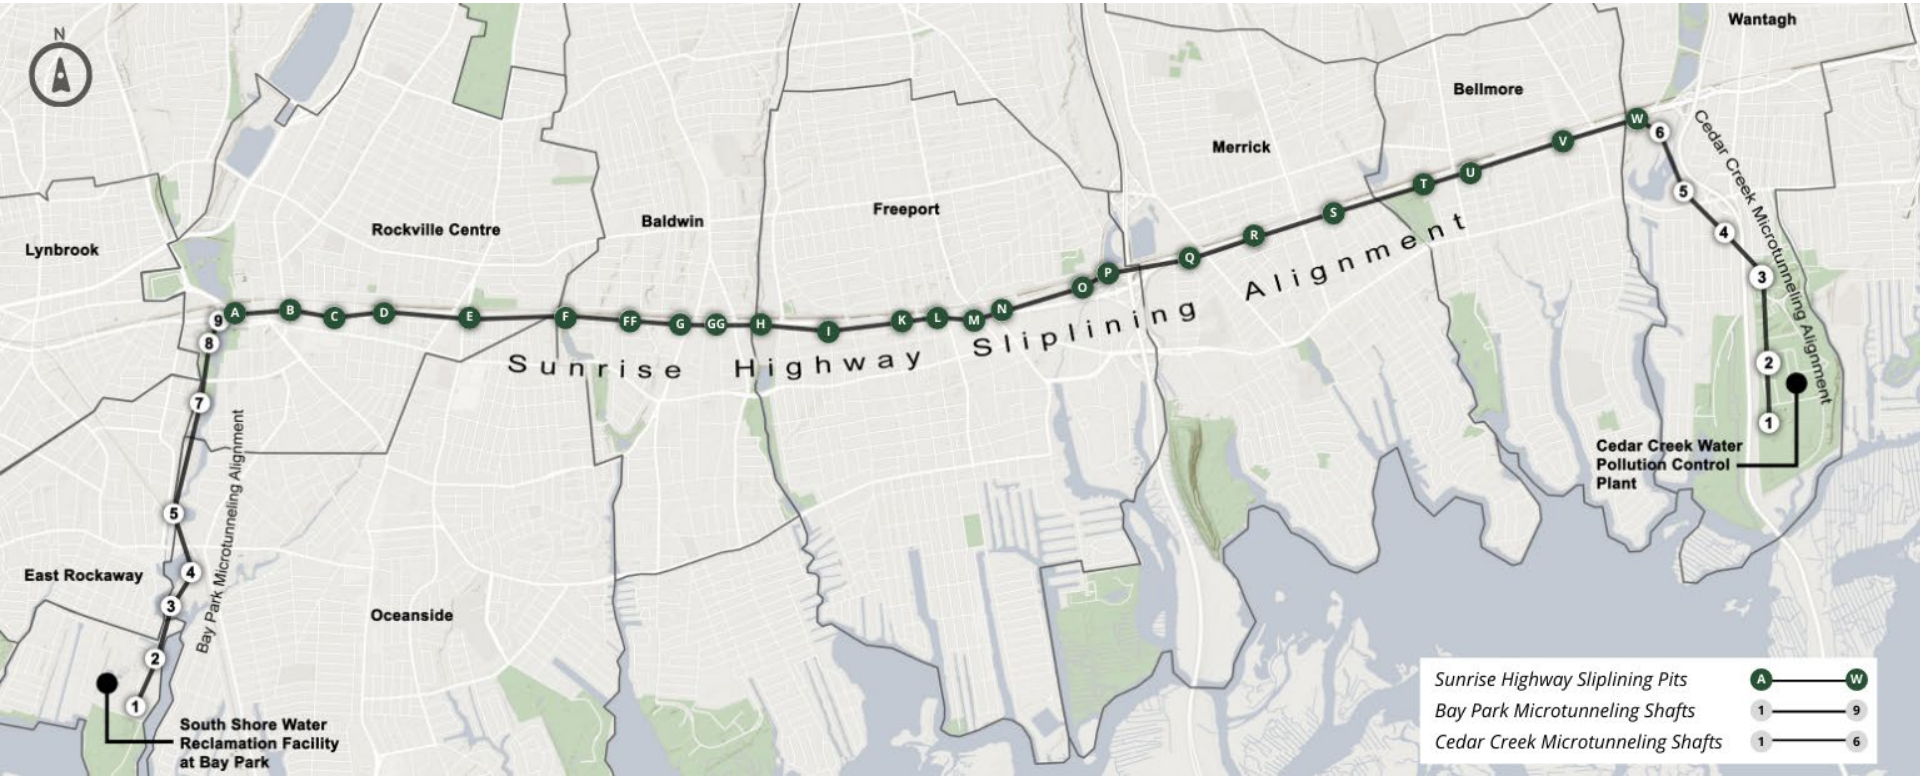 N
Wantagh
Bellmore
Merrick
Freeport
Baldwin
Rockville Centre
Lynbrook
East Rockaway
Oceanside
A B C D E F FF G GG H I K L M N O P Q R S T U V W
Sunrise Highway Sliplining Alignment
9
8
7
5
4
3
2
1
Bay Park Microtunneling Alignment
South Shore Water
Reclamation Facility
at Bay Park
6
5
4
3
2
1
Cedar Creek Microtunneling Alignment
Cedar Creek Water
Pollution Control
Plant
Sunrise Highway Sliplining Pits A W
Bay Park Microtunneling Shafts 1 9
Cedar Creek Microtunneling Shafts 1 6